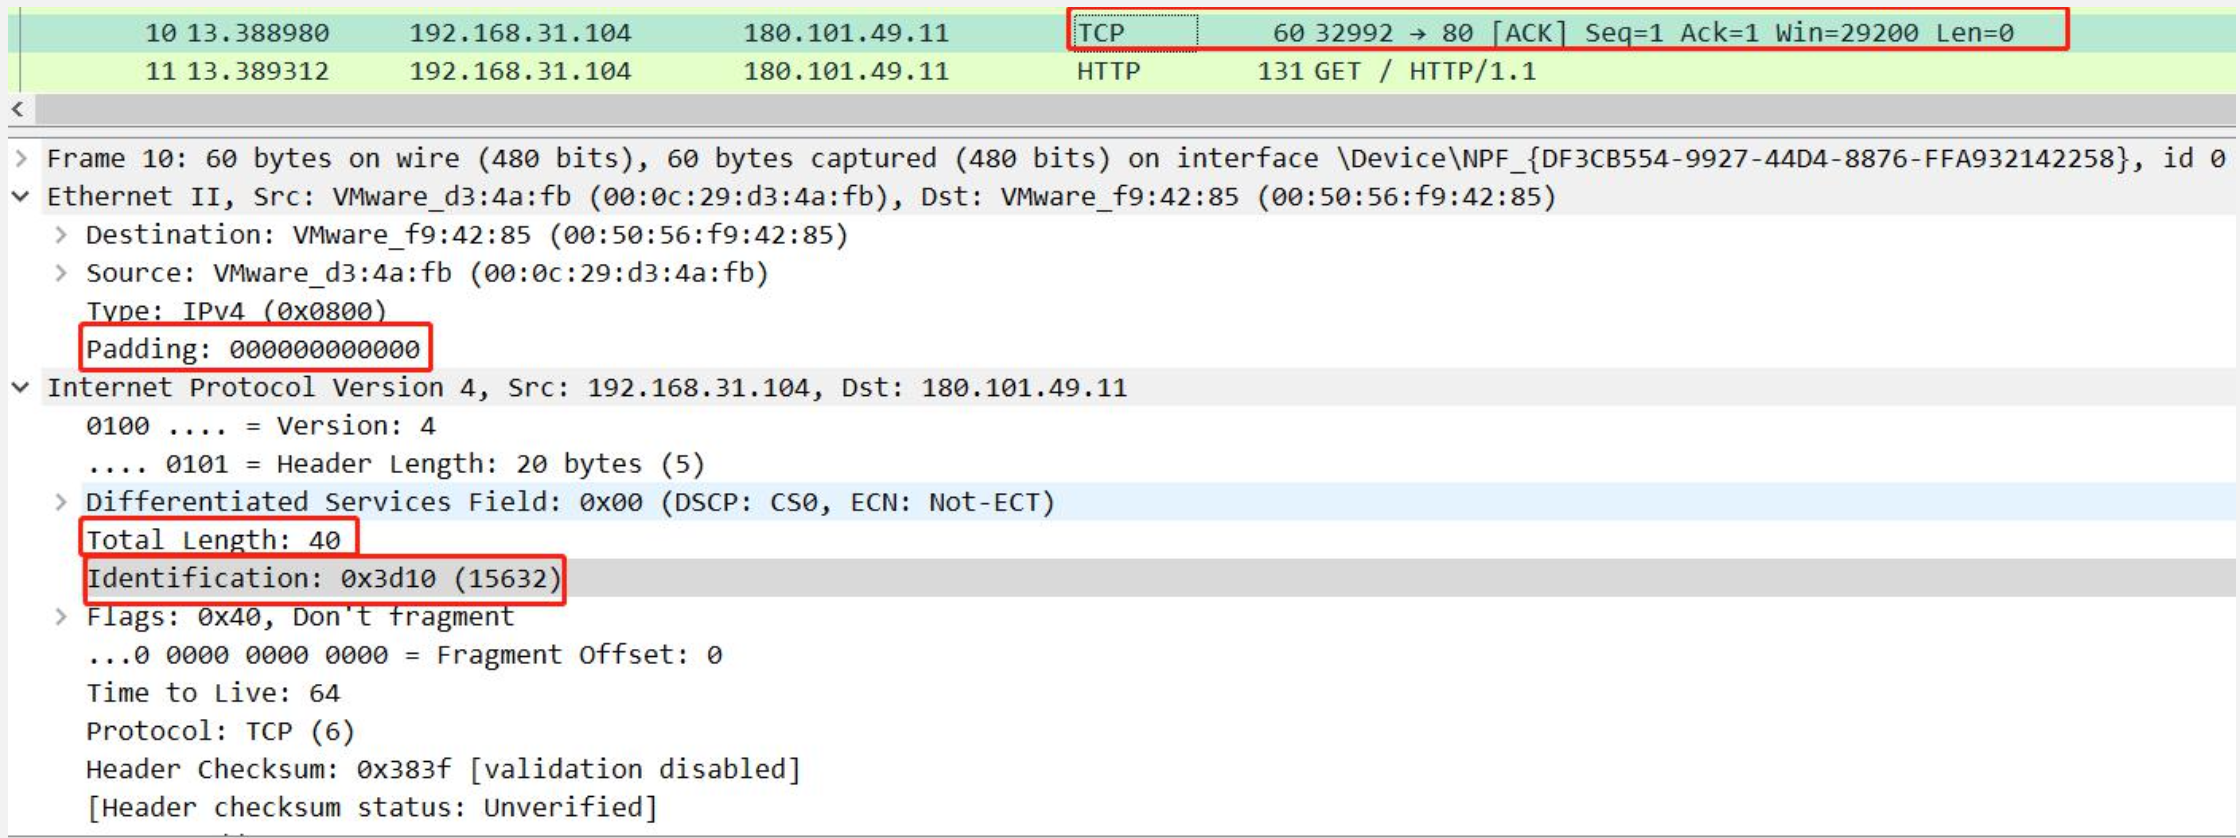 10 13.388980 192.168.31.104 180.101.49.11 TCP 60 32992 → 80 [ACK] Seq=1 Ack=1 Win=29200 Len=0
11 13.389312 192.168.31.104 180.101.49.11 HTTP 131 GET / HTTP/1.1
Frame 10: 60 bytes on wire (480 bits), 60 bytes captured (480 bits) on interface \Device\NPF_{DF3CB554-9927-44D4-8876-FFA932142258}, id 0
Ethernet II, Src: VMware_d3:4a:fb (00:0c:29:d3:4a:fb), Dst: VMware_f9:42:85 (00:50:56:f9:42:85)
Destination: VMware_f9:42:85 (00:50:56:f9:42:85)
Source: VMware_d3:4a:fb (00:0c:29:d3:4a:fb)
Type: IPv4 (0x0800)
Padding: 000000000000
Internet Protocol Version 4, Src: 192.168.31.104, Dst: 180.101.49.11
0100 .... = Version: 4
.... 0101 = Header Length: 20 bytes (5)
Differentiated Services Field: 0x00 (DSCP: CS0, ECN: Not-ECT)
Total Length: 40
Identification: 0x3d10 (15632)
Flags: 0x40, Don't fragment
...0 0000 0000 0000 = Fragment Offset: 0
Time to Live: 64
Protocol: TCP (6)
Header Checksum: 0x383f [validation disabled]
[Header checksum status: Unverified]